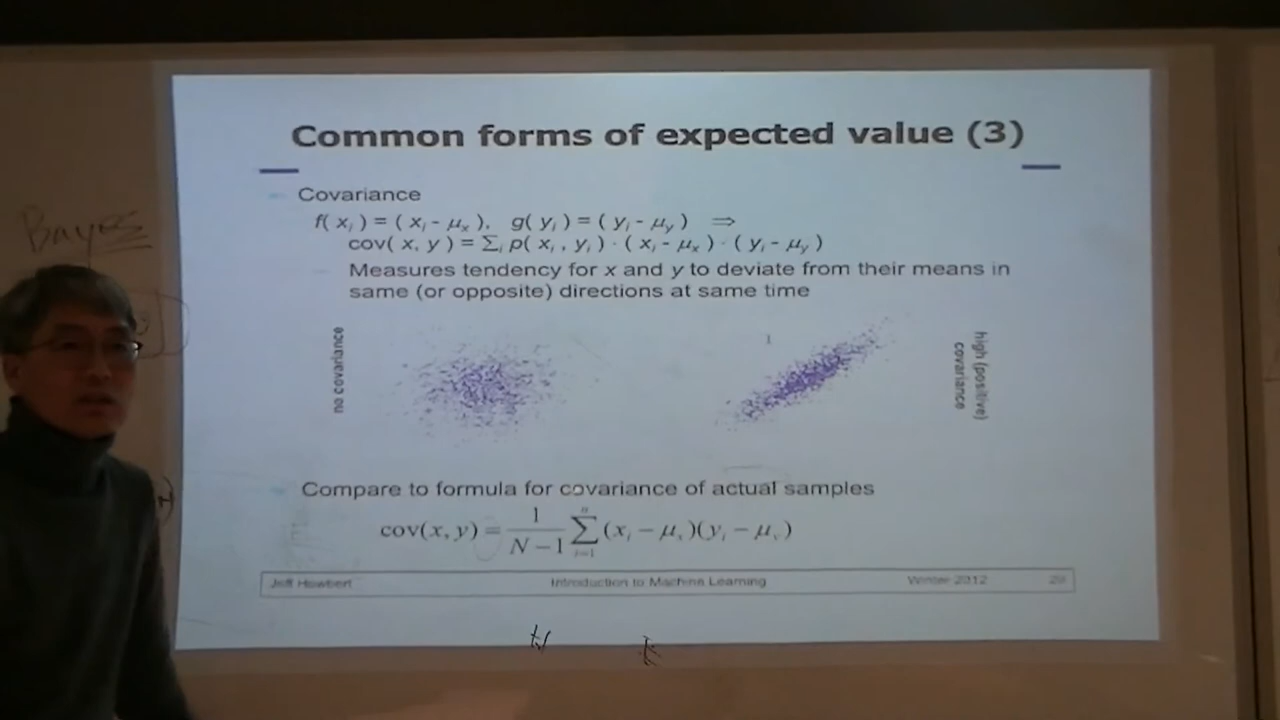 Common forms of expected value (3)
Covariance
f( xᵢ ) = ( xᵢ - μₓ ), g( yᵢ ) = ( yᵢ - μᵧ ) ⇒
cov( x, y ) = Σᵢ p( xᵢ , yᵢ ) · ( xᵢ - μₓ ) · ( yᵢ - μᵧ )
Measures tendency for x and y to deviate from their means in
same (or opposite) directions at same time
no covariance
high (positive)
covariance
Compare to formula for covariance of actual samples
cov(x, y) = 1/(N – 1) Σ (xᵢ – μₓ)(yᵢ – μᵧ)
Jeff Howbert Introduction to Machine Learning Winter 2012
Bayes